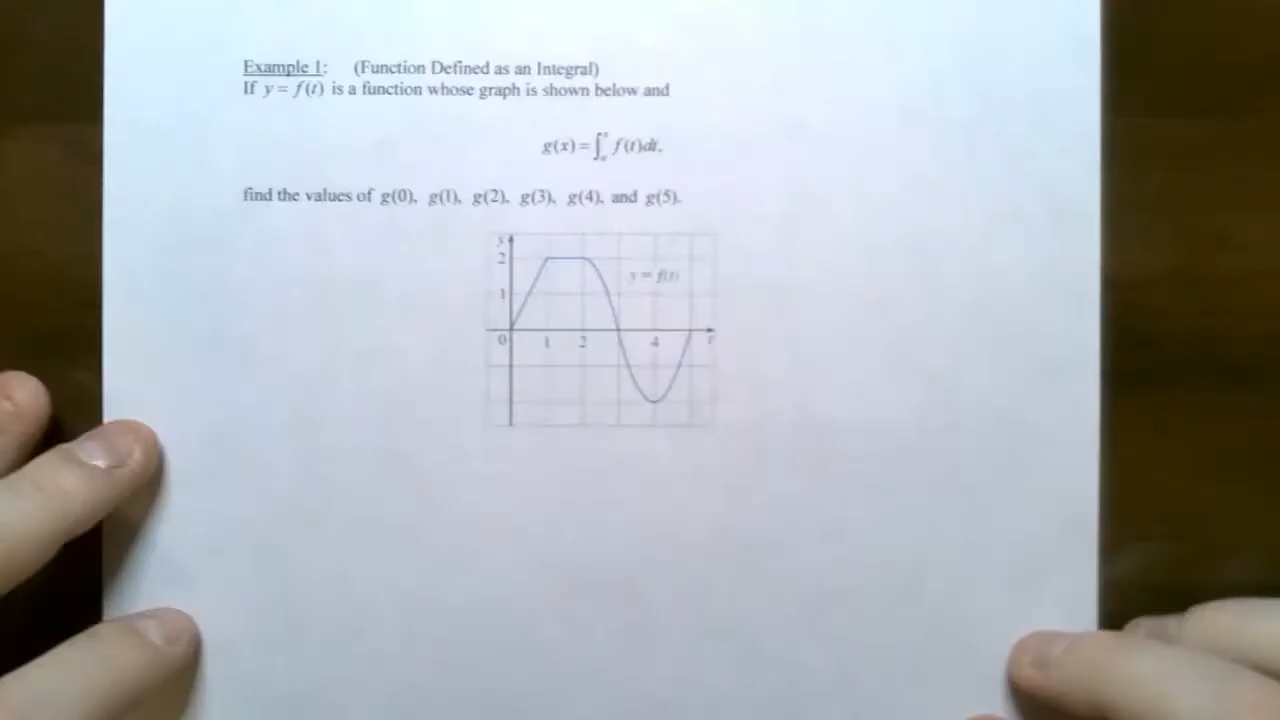 Example 1: (Function Defined as an Integral)
If y = f(t) is a function whose graph is shown below and
g(x) = ∫ f(t)dt,
find the values of g(0), g(1), g(2), g(3), g(4), and g(5).
y
2
y = f(t)
1
0 1 2 4 t